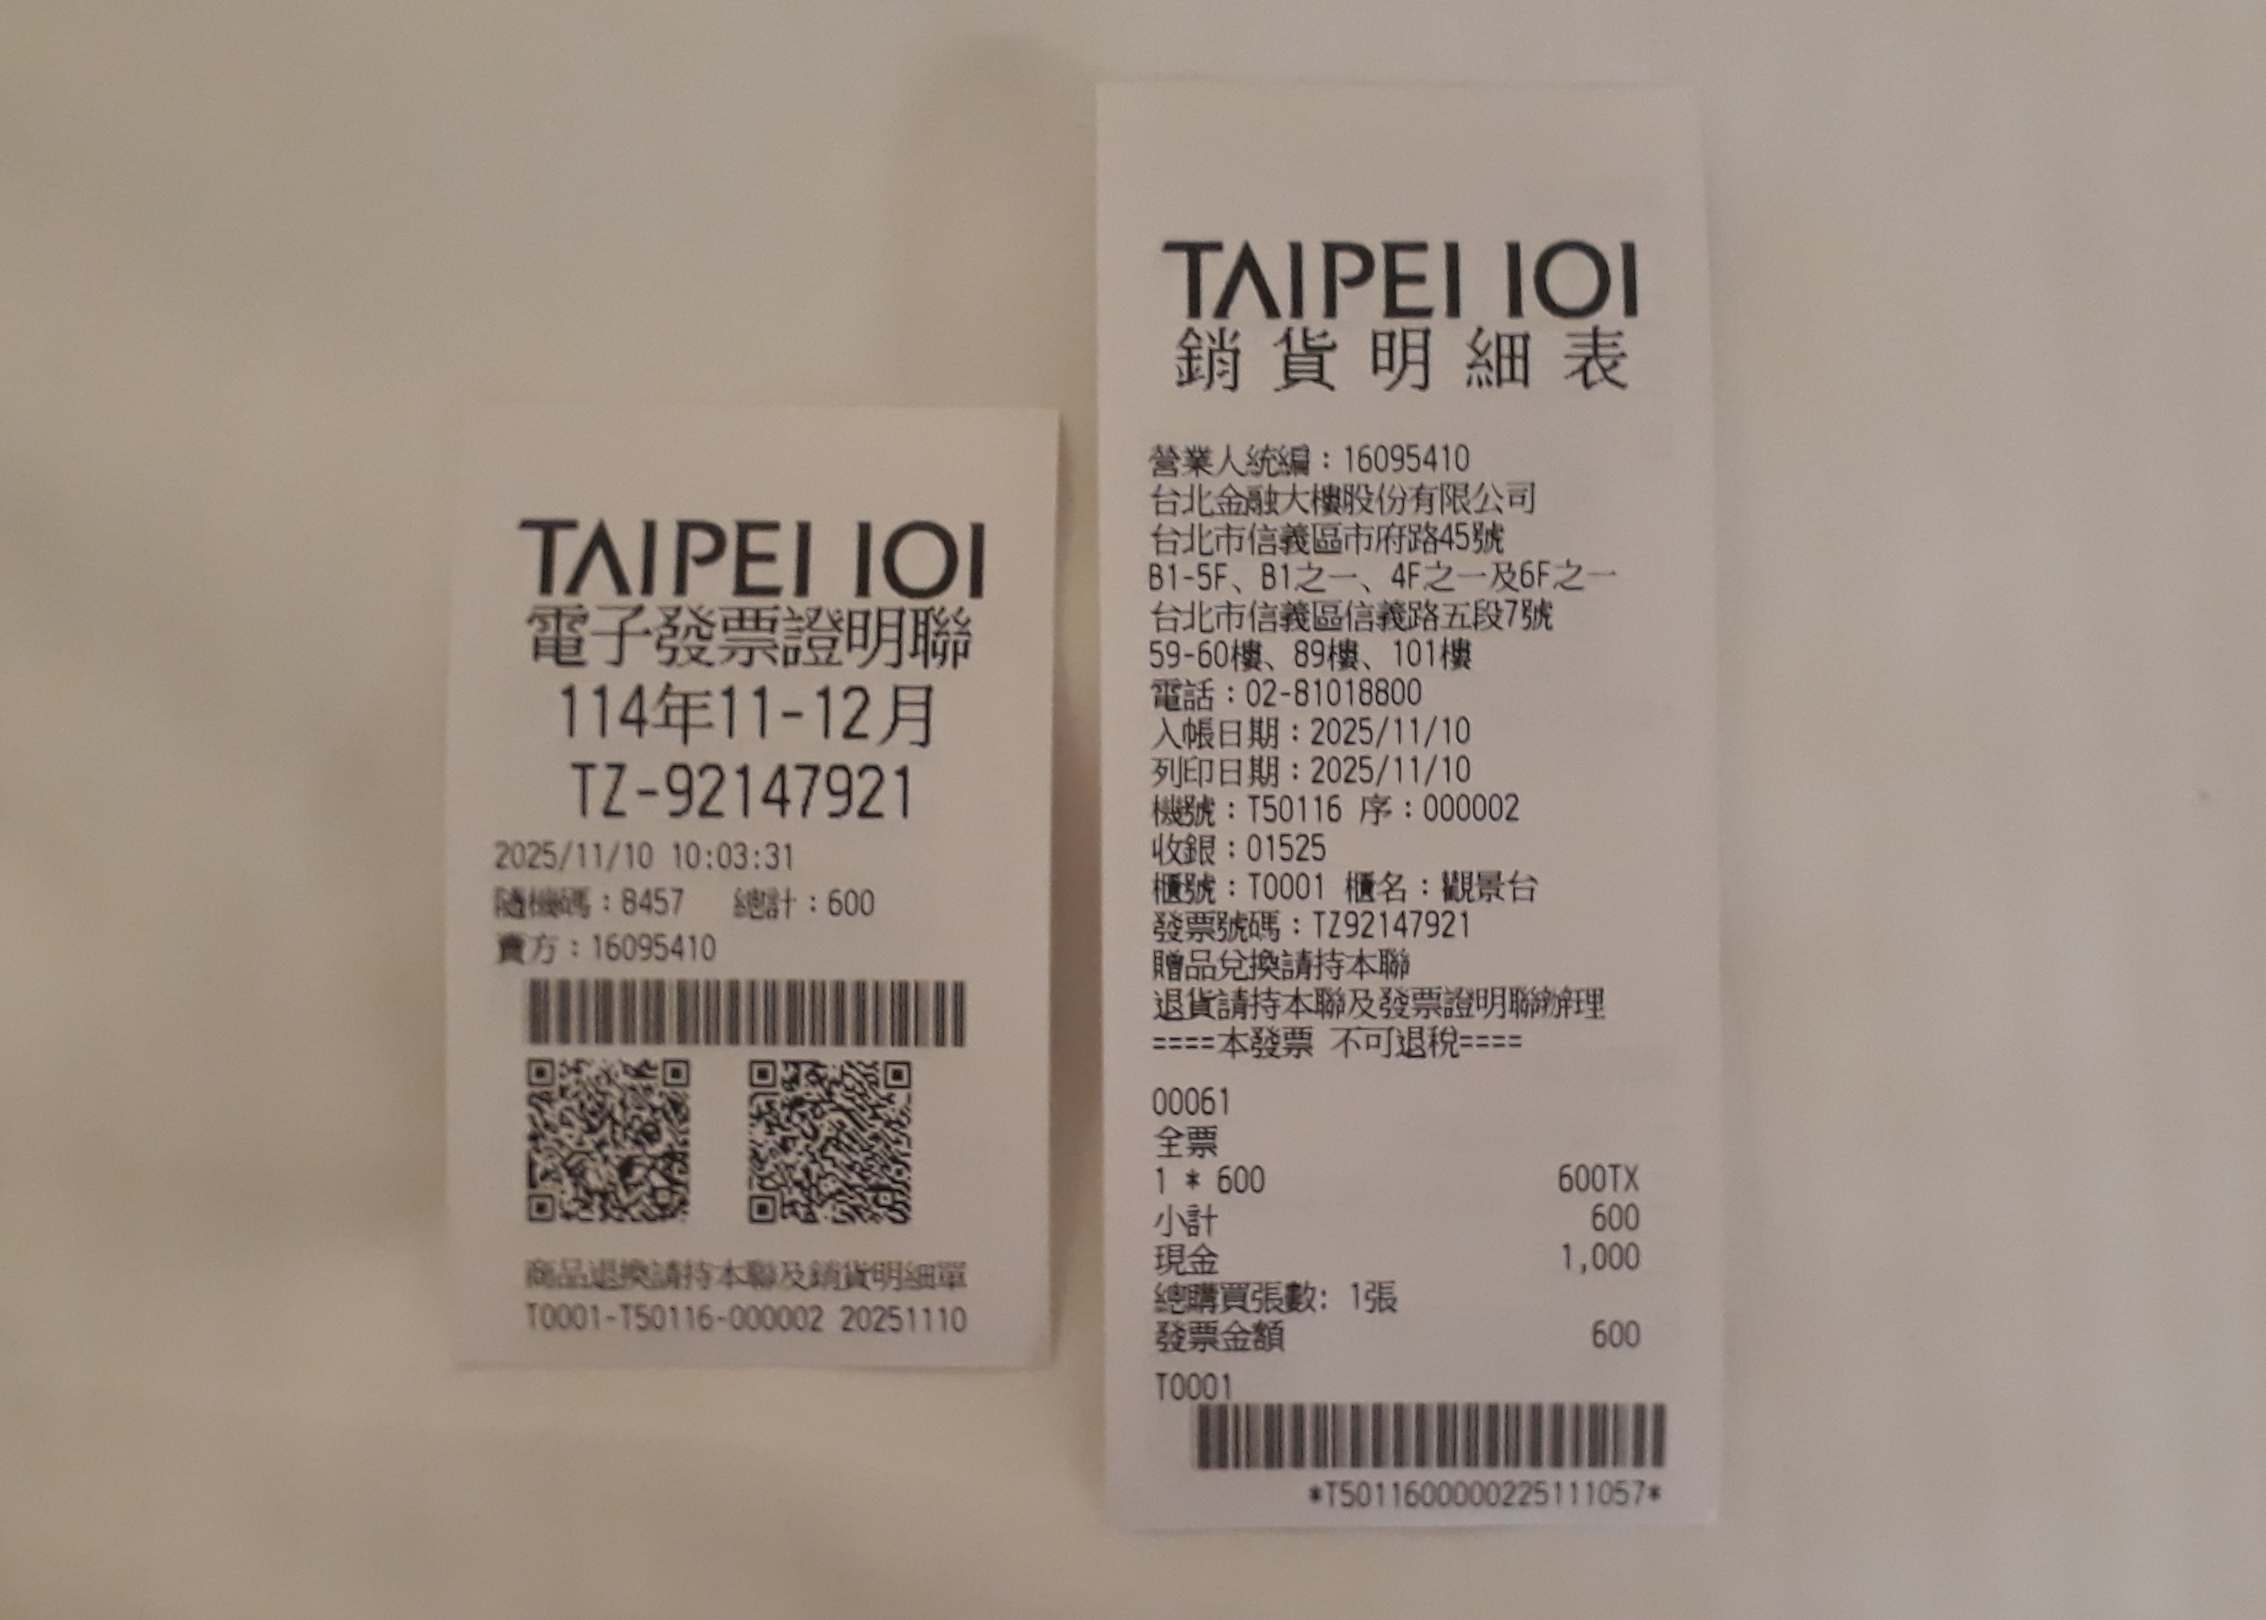 TAIPEI 101
電子發票證明聯
114年11-12月
TZ-92147921
2025/11/10 10:03:31
隨機碼：8457 總計：600
賣方：16095410
商品退換請持本聯及銷貨明細單
T0001-T50116-000002 20251110
TAIPEI 101
銷貨明細表
營業人統編：16095410
台北金融大樓股份有限公司
台北市信義區市府路45號
B1-5F、B1之一、4F之一及6F之一
台北市信義區信義路五段7號
59-60樓、89樓、101樓
電話：02-81018800
入帳日期：2025/11/10
列印日期：2025/11/10
機號：T50116 序：000002
收銀：01525
櫃號：T0001 櫃名：觀景台
發票號碼：TZ92147921
贈品兌換請持本聯
退貨請持本聯及發票證明聯辦理
====本發票 不可退稅====
00061
全票
1 * 600 600TX
小計 600
現金 1,000
總購買張數: 1張
發票金額 600
T0001
*T5011600000225111057*